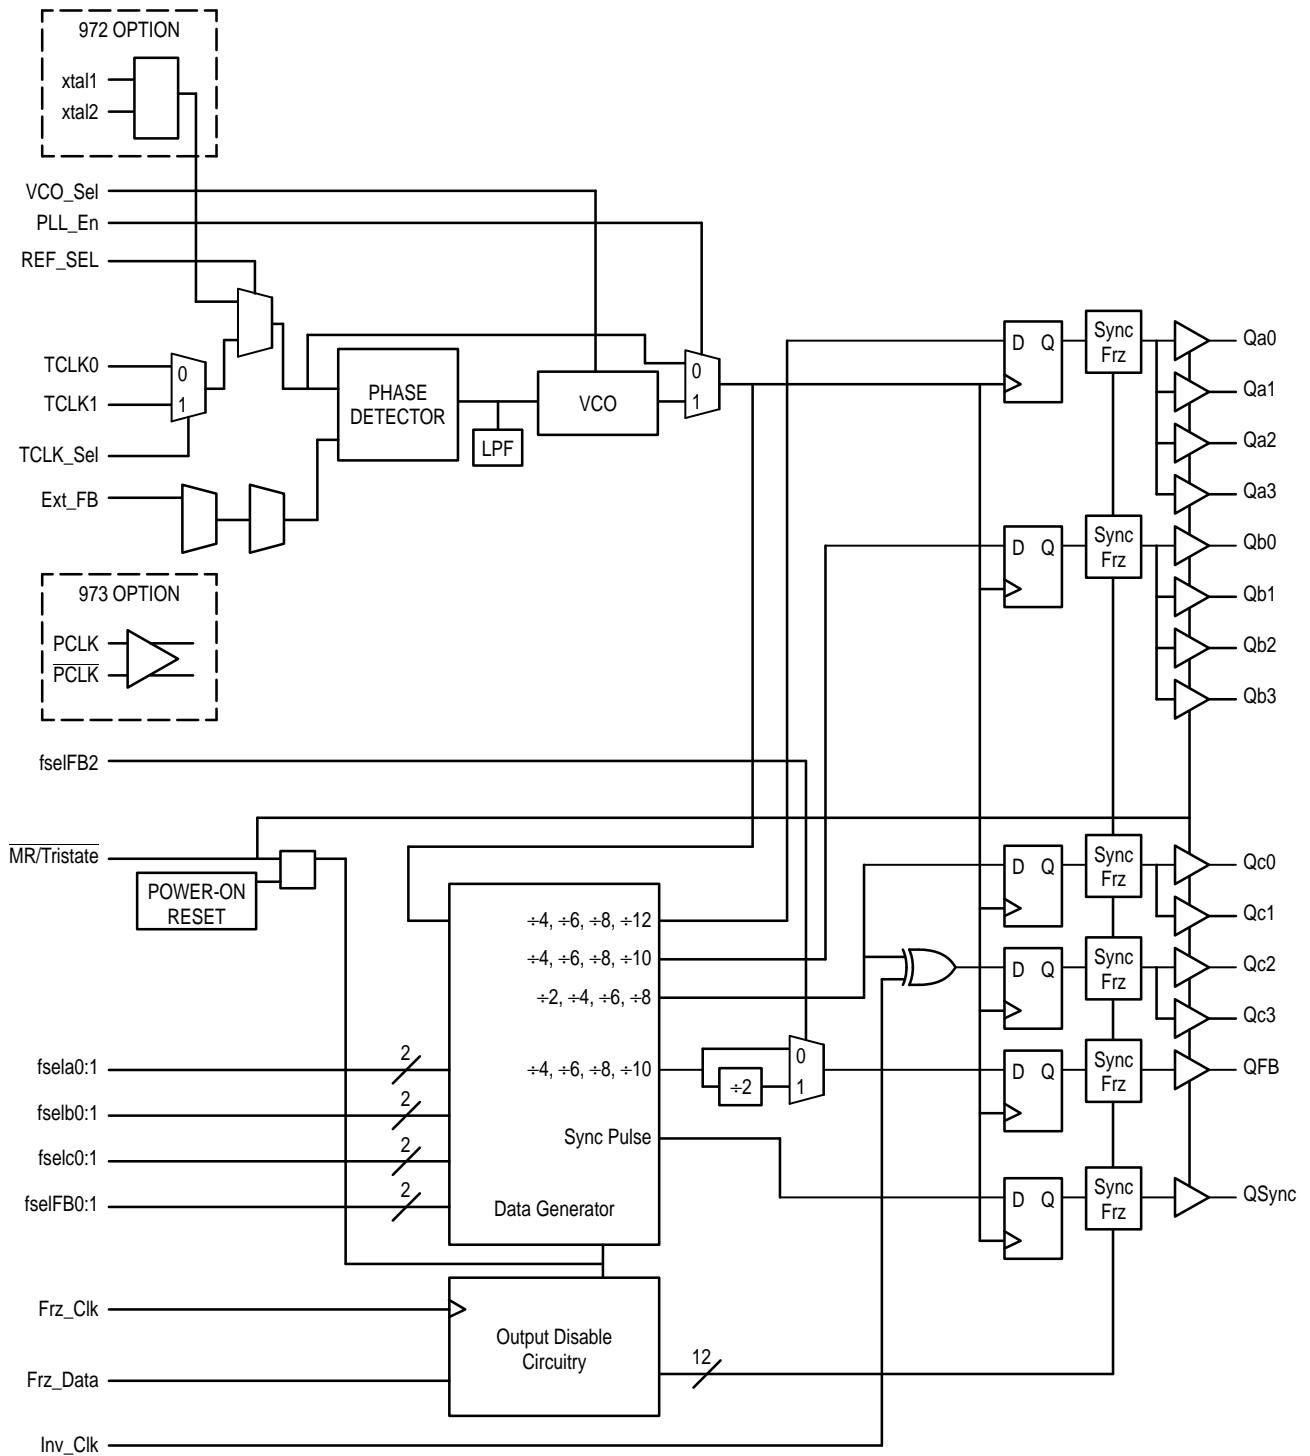 972 OPTION
xtal1
xtal2
VCO_Sel
PLL_En
REF_SEL
TCLK0
TCLK1
TCLK_Sel
Ext_FB
0
1
PHASE
DETECTOR
LPF
VCO
0
1
973 OPTION
PCLK
PCLK
fselFB2
MR/Tristate
POWER-ON
RESET
fsela0:1
2
fselb0:1
2
fselc0:1
2
fselFB0:1
2
÷4, ÷6, ÷8, ÷12
÷4, ÷6, ÷8, ÷10
÷2, ÷4, ÷6, ÷8
÷4, ÷6, ÷8, ÷10
Sync Pulse
Data Generator
÷2
0
1
Frz_Clk
Frz_Data
Inv_Clk
Output Disable
Circuitry
12
D Q
Sync
Frz
Qa0
Qa1
Qa2
Qa3
D Q
Sync
Frz
Qb0
Qb1
Qb2
Qb3
D Q
Sync
Frz
Qc0
Qc1
D Q
Sync
Frz
Qc2
Qc3
D Q
Sync
Frz
QFB
D Q
Sync
Frz
QSync